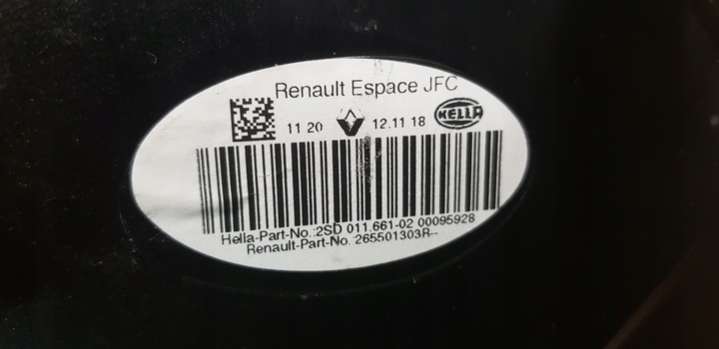 Renault Espace JFC
11 20 12.11 18 HELLA
Hella-Part-No.:2SD 011.661-02 00095928
Renault-Part-No.:265501303R--